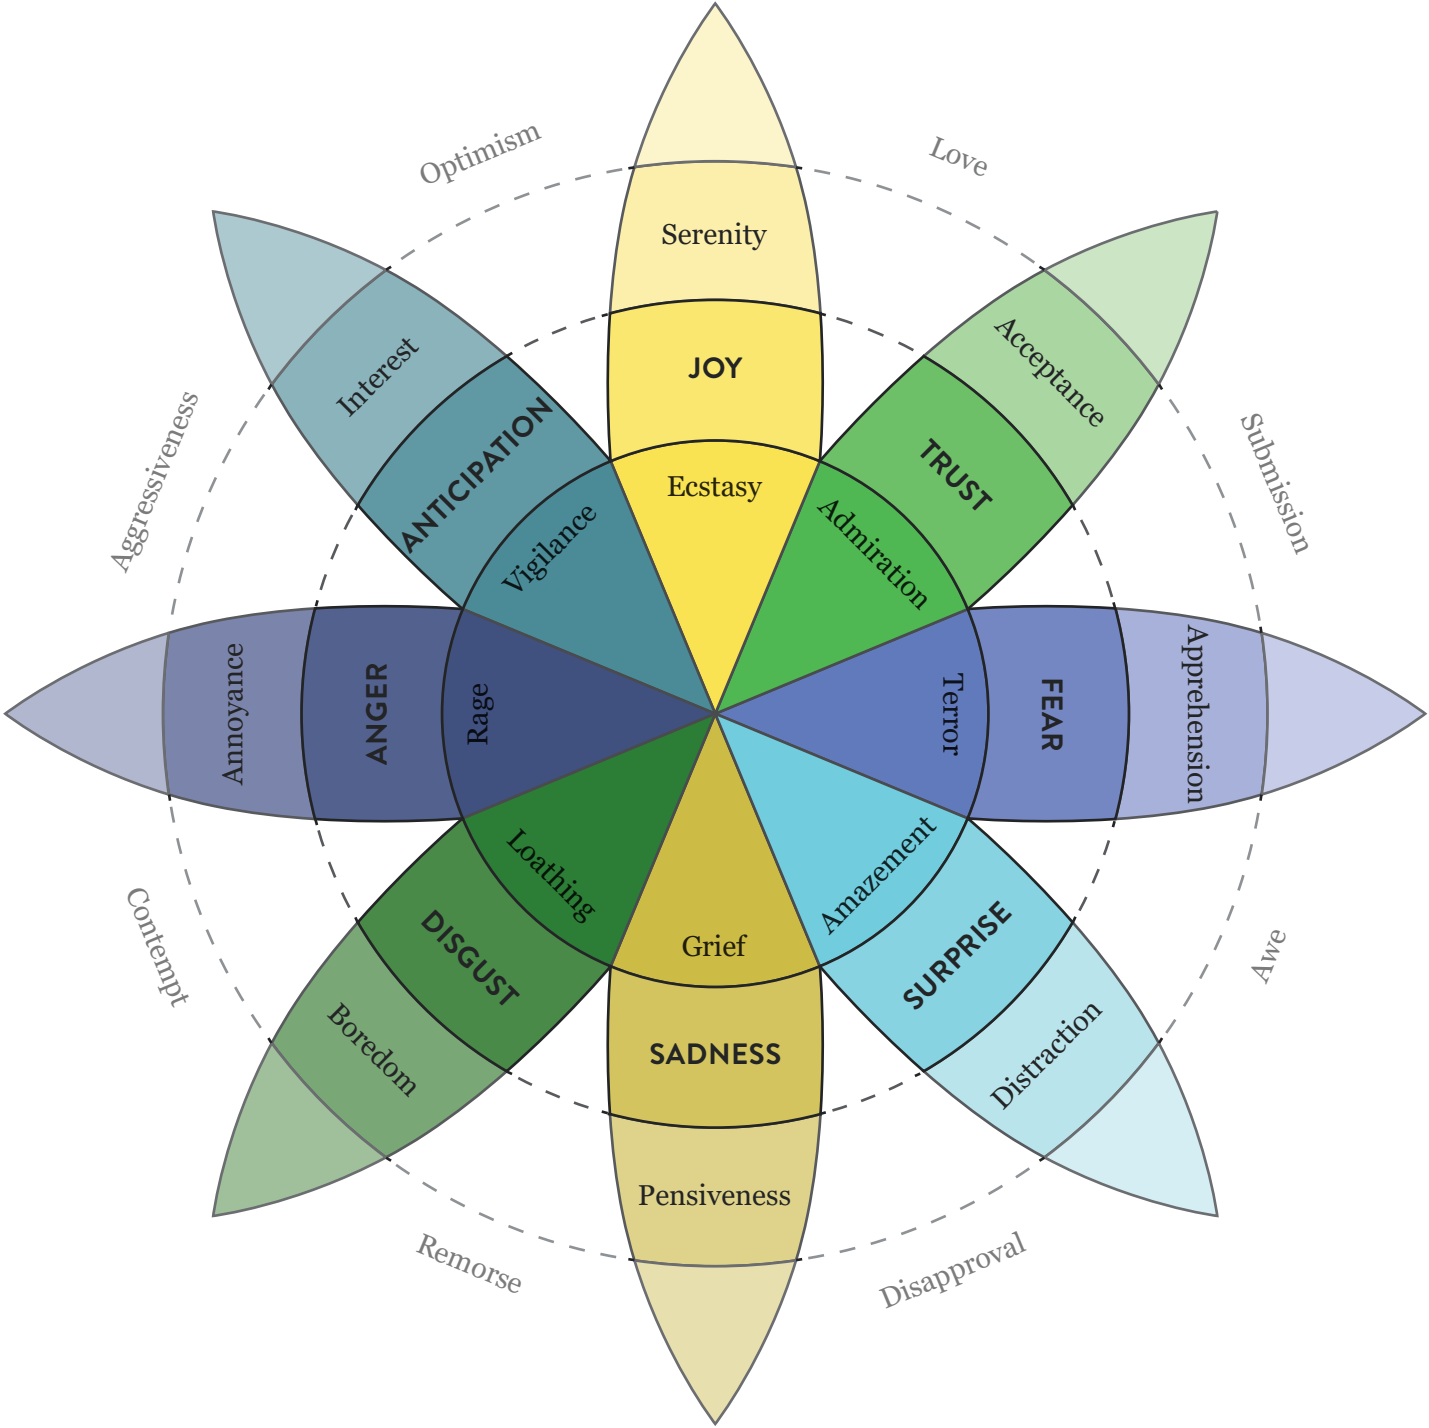 Optimism
Love
Serenity
JOY
Ecstasy
Acceptance
TRUST
Admiration
Submission
Apprehension
FEAR
Terror
Awe
Distraction
SURPRISE
Amazement
Disapproval
Grief
SADNESS
Pensiveness
Remorse
Loathing
DISGUST
Boredom
Contempt
Annoyance
ANGER
Rage
Aggressiveness
Interest
ANTICIPATION
Vigilance